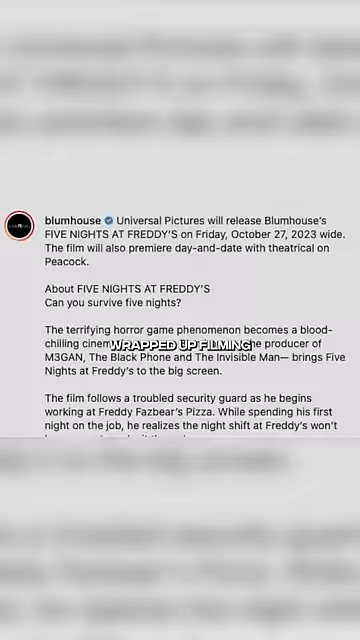 blumhouse Universal Pictures will release Blumhouse's
FIVE NIGHTS AT FREDDY'S on Friday, October 27, 2023 wide.
The film will also premiere day-and-date with theatrical on
Peacock.
About FIVE NIGHTS AT FREDDY'S
Can you survive five nights?
The terrifying horror game phenomenon becomes a blood-
chilling cinem
WRAPPED UP FILMING
he producer of
M3GAN, The Black Phone and The Invisible Man— brings Five
Nights at Freddy's to the big screen.
The film follows a troubled security guard as he begins
working at Freddy Fazbear's Pizza. While spending his first
night on the job, he realizes the night shift at Freddy's won't